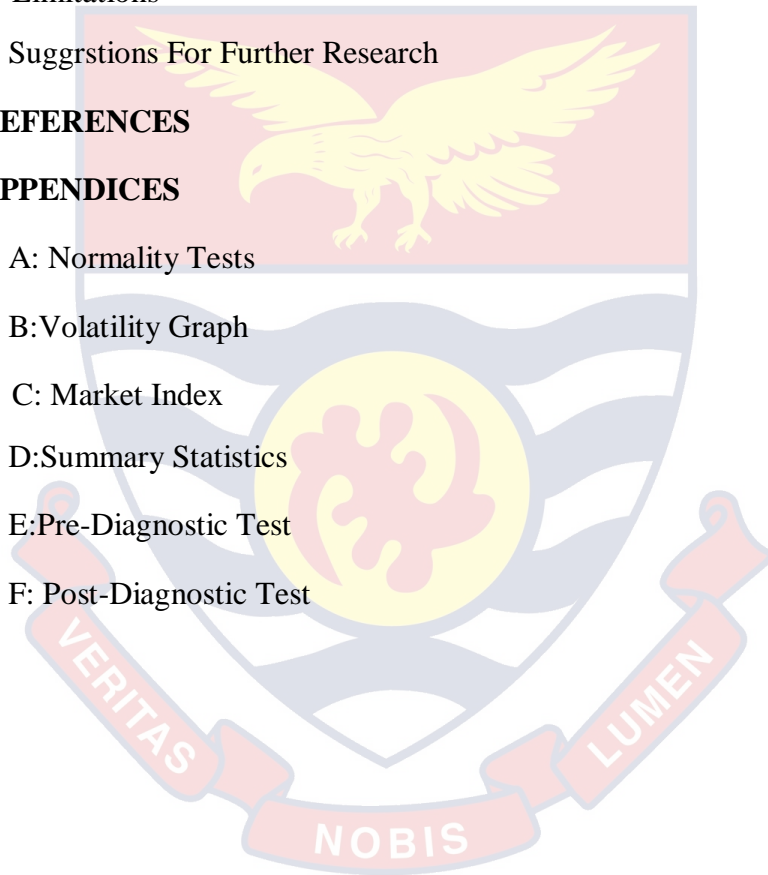 Suggrstions For Further Research
EFERENCES
PPENDICES
A: Normality Tests
B:Volatility Graph
C: Market Index
D:Summary Statistics
E:Pre-Diagnostic Test
F: Post-Diagnostic Test
VERITAS
NOBIS
LUMEN